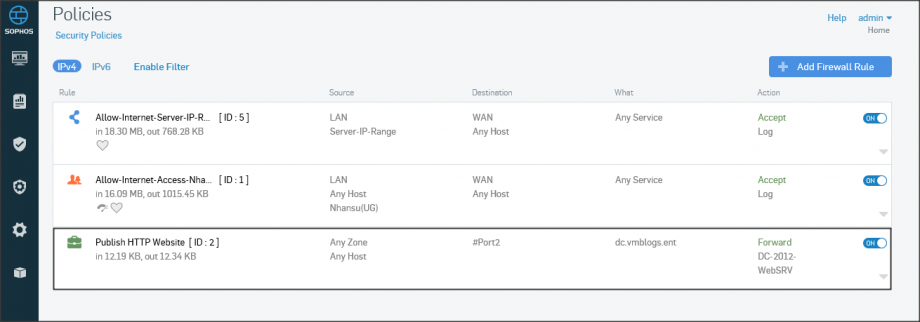 SOPHOS
Policies
Help admin
Home
Security Policies
IPv4 IPv6 Enable Filter
+ Add Firewall Rule
Rule Source Destination What Action
Allow-Internet-Server-IP-R... [ ID : 5 ] LAN WAN Any Service Accept ON
in 18.30 MB, out 768.28 KB Server-IP-Range Any Host Log
Allow-Internet-Access-Nha... [ ID : 1 ] LAN WAN Any Service Accept ON
in 16.09 MB, out 1015.45 KB Any Host Any Host Log
Nhansu(UG)
Publish HTTP Website [ ID : 2 ] Any Zone #Port2 dc.vmblogs.ent Forward ON
in 12.19 KB, out 12.34 KB Any Host DC-2012-
WebSRV